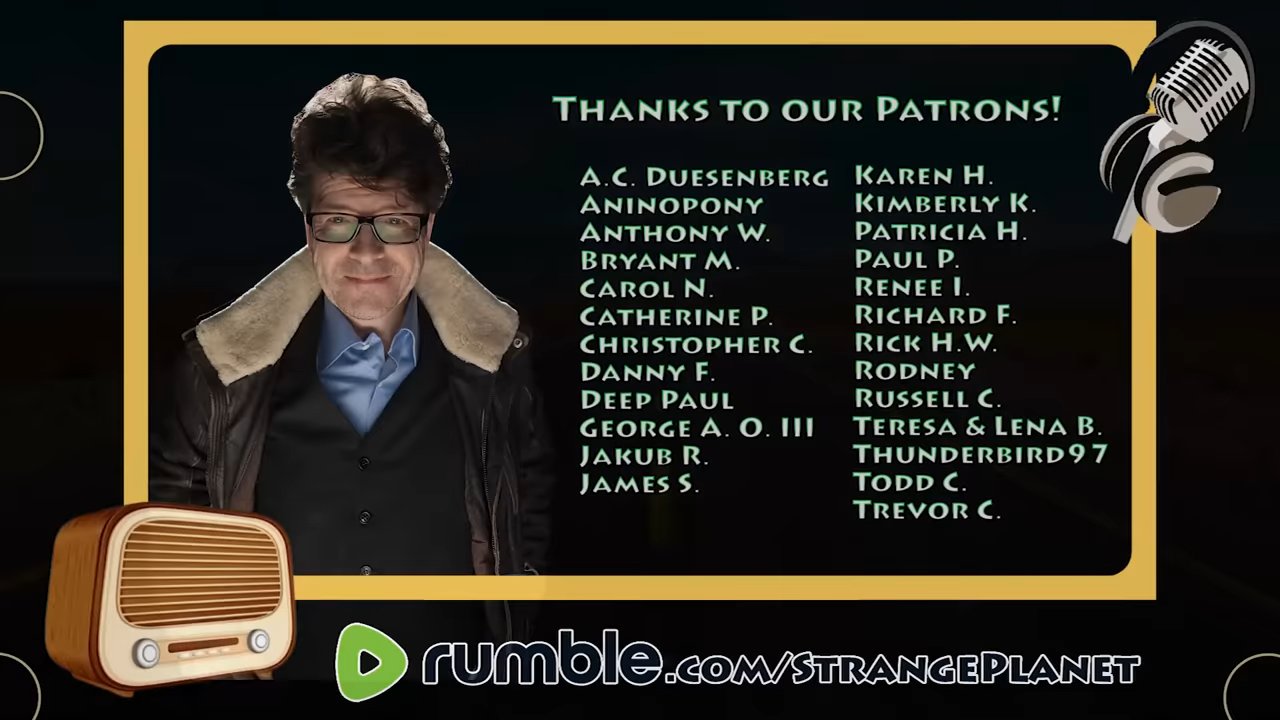 THANKS TO OUR PATRONS!
A.C. DUESENBERG
ANINOPONY
ANTHONY W.
BRYANT M.
CAROL N.
CATHERINE P.
CHRISTOPHER C.
DANNY F.
DEEP PAUL
GEORGE A. O. III
JAKUB R.
JAMES S.
KAREN H.
KIMBERLY K.
PATRICIA H.
PAUL P.
RENEE I.
RICHARD F.
RICK H.W.
RODNEY
RUSSELL C.
TERESA & LENA B.
THUNDERBIRD97
TODD C.
TREVOR C.
rumble.com/STRANGEPLANET